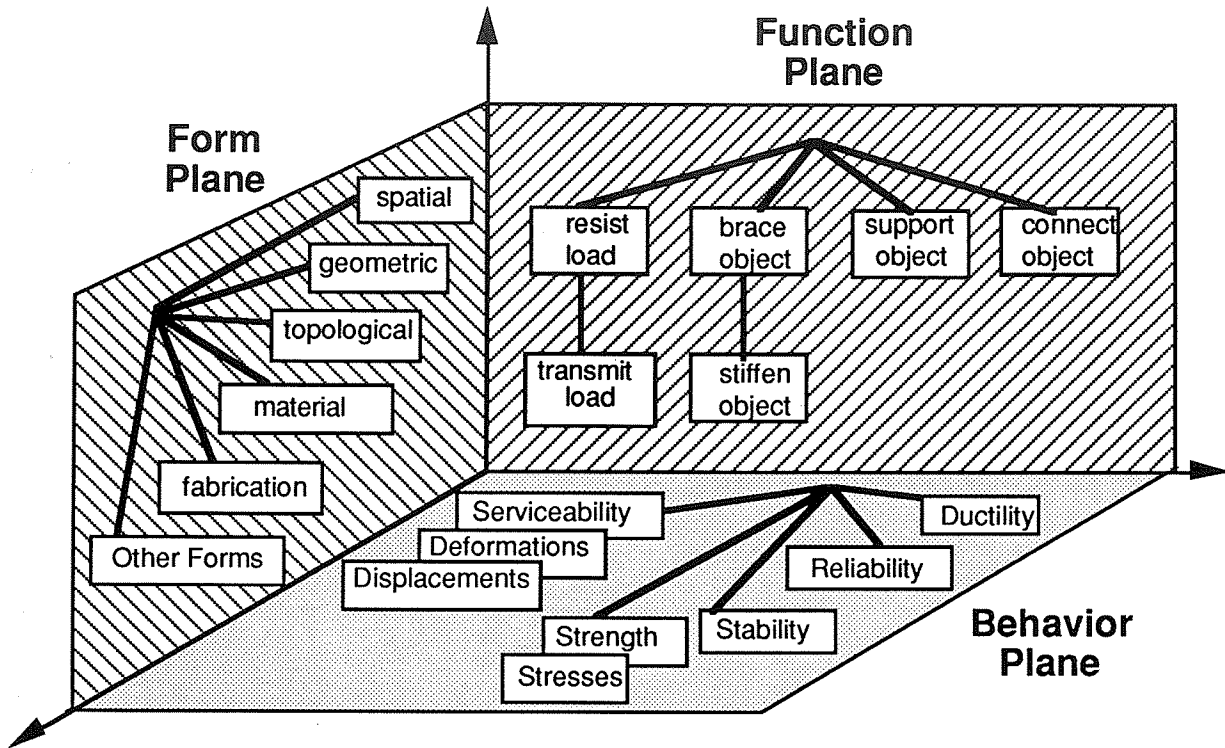 Function
Plane
Form
Plane
spatial
geometric
topological
material
fabrication
Other Forms
resist
load
brace
object
support
object
connect
object
transmit
load
stiffen
object
Serviceability
Deformations
Displacements
Strength
Stresses
Stability
Reliability
Ductility
Behavior
Plane